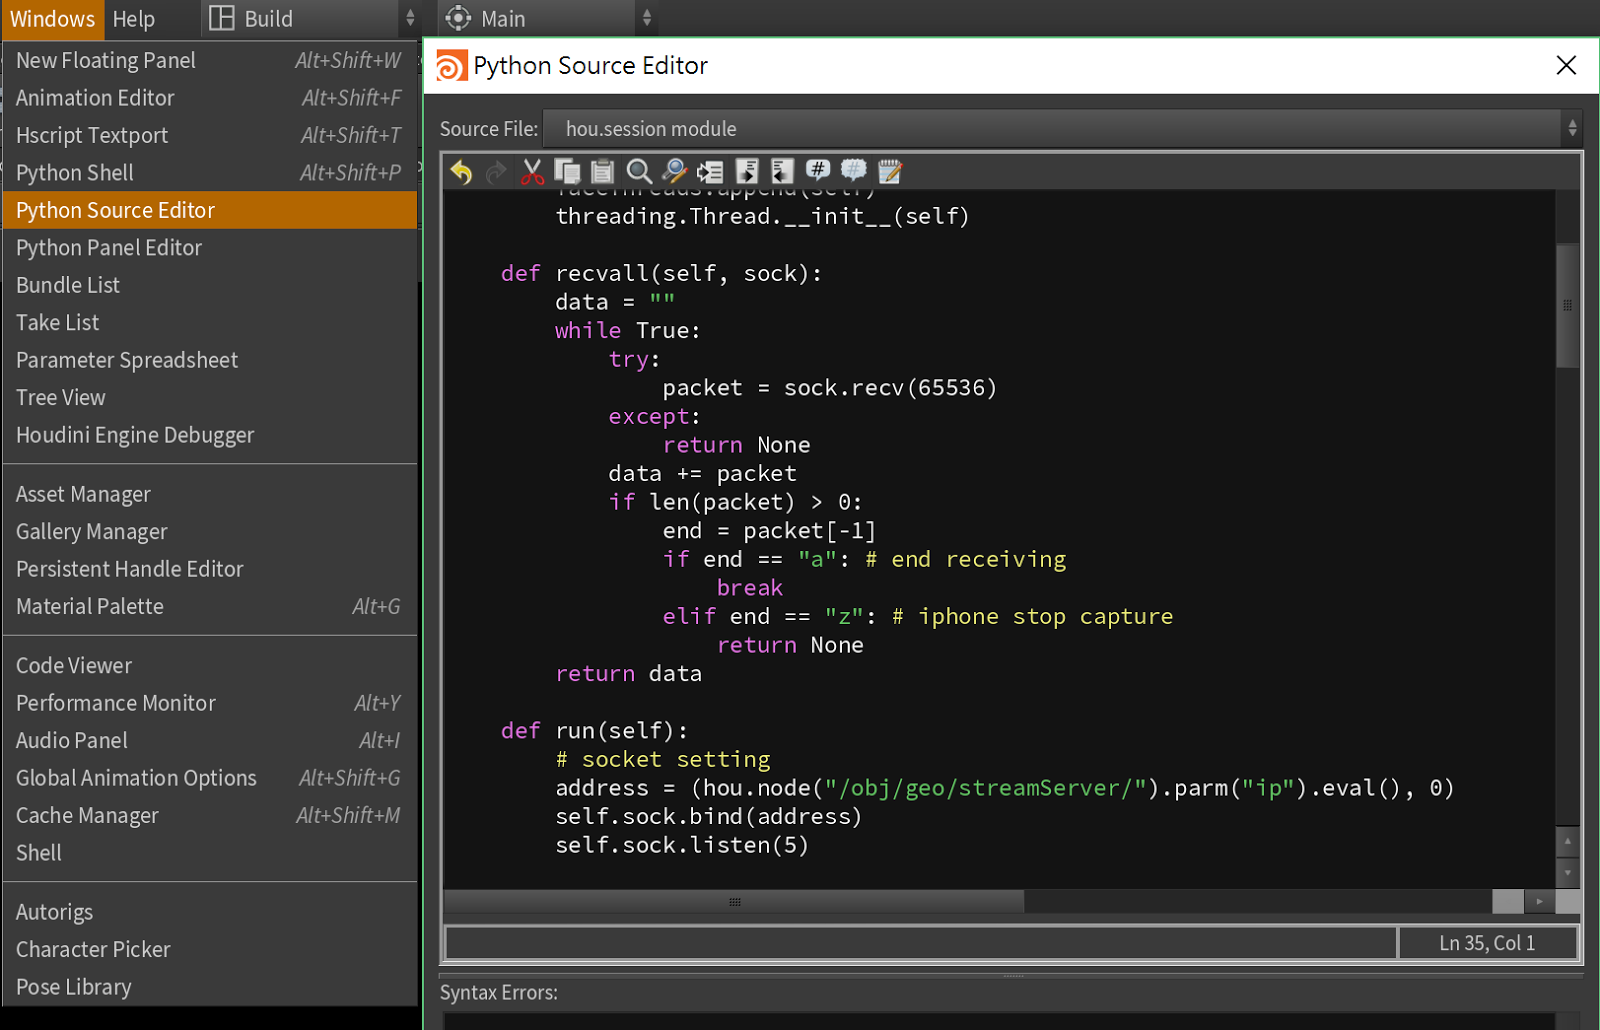 Windows Help Build Main
New Floating Panel Alt+Shift+W
Animation Editor Alt+Shift+F
Hscript Textport Alt+Shift+T
Python Shell Alt+Shift+P
Python Source Editor
Python Panel Editor
Bundle List
Take List
Parameter Spreadsheet
Tree View
Houdini Engine Debugger
Asset Manager
Gallery Manager
Persistent Handle Editor
Material Palette Alt+G
Code Viewer
Performance Monitor Alt+Y
Audio Panel Alt+I
Global Animation Options Alt+Shift+G
Cache Manager Alt+Shift+M
Shell
Autorigs
Character Picker
Pose Library
Python Source Editor
Source File: hou.session module
threading.Thread.__init__(self)
def recvall(self, sock):
data = ""
while True:
try:
packet = sock.recv(65536)
except:
return None
data += packet
if len(packet) > 0:
end = packet[-1]
if end == "a": # end receiving
break
elif end == "z": # iphone stop capture
return None
return data
def run(self):
# socket setting
address = (hou.node("/obj/geo/streamServer/").parm("ip").eval(), 0)
self.sock.bind(address)
self.sock.listen(5)
Ln 35, Col 1
Syntax Errors: